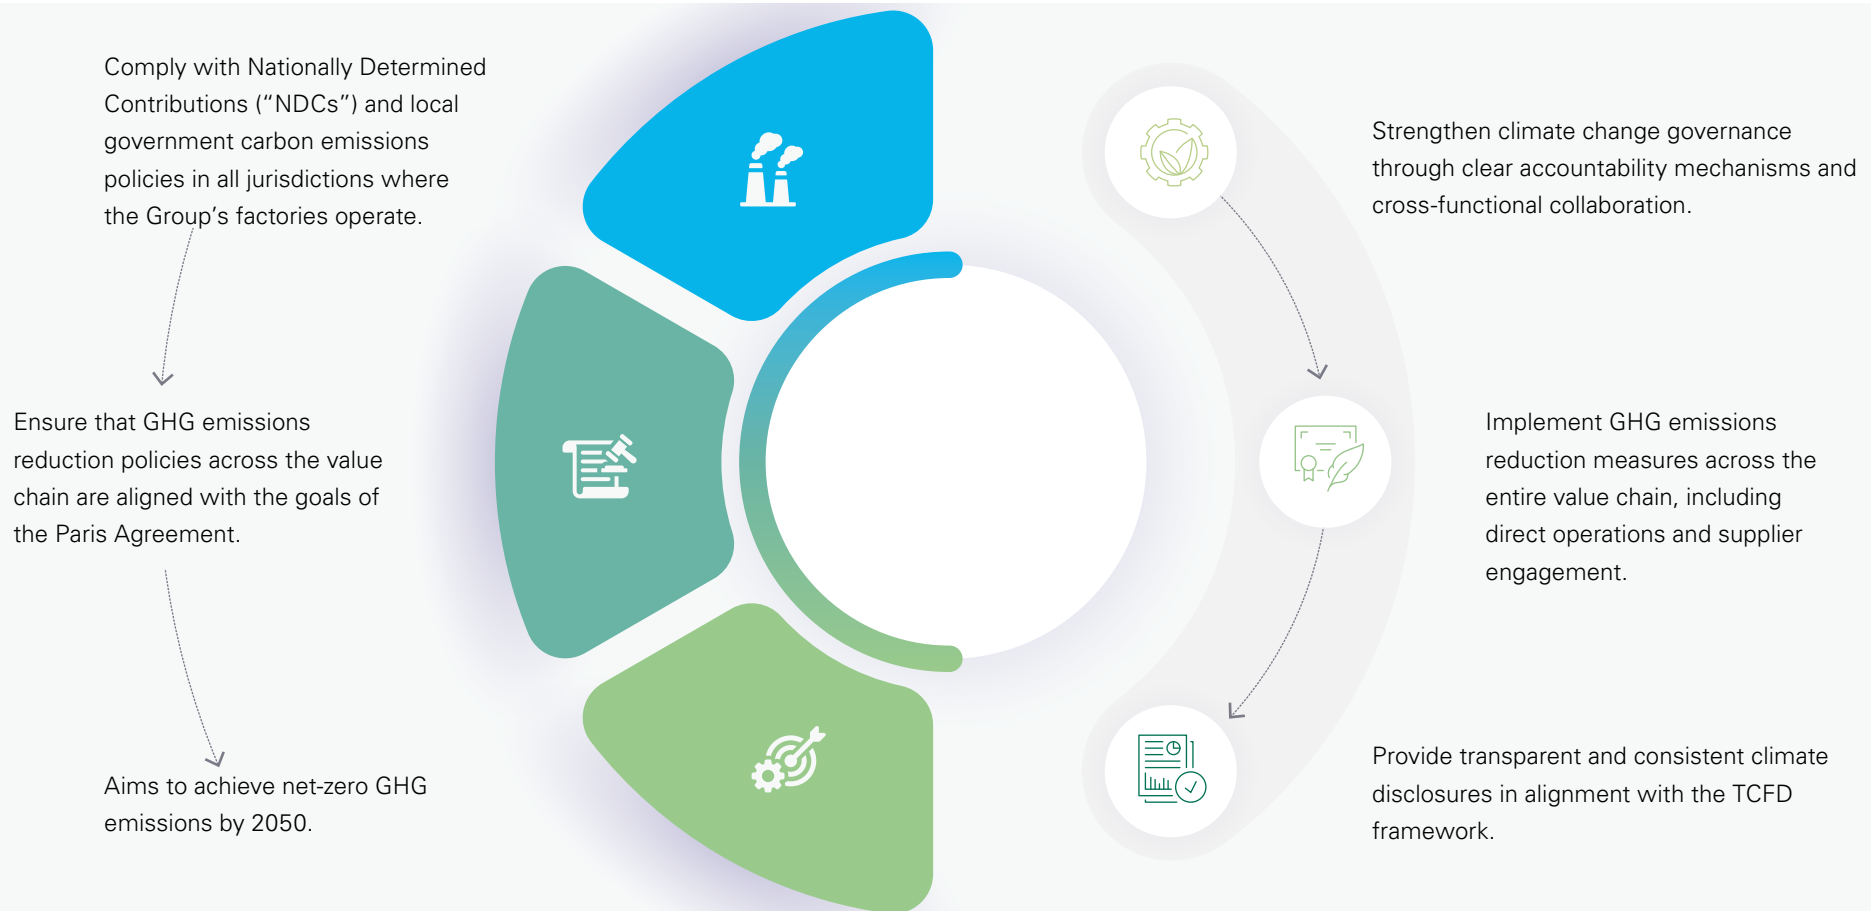 Comply with Nationally Determined
Contributions (“NDCs”) and local
government carbon emissions
policies in all jurisdictions where
the Group’s factories operate.
Ensure that GHG emissions
reduction policies across the value
chain are aligned with the goals of
the Paris Agreement.
Aims to achieve net-zero GHG
emissions by 2050.
Strengthen climate change governance
through clear accountability mechanisms and
cross-functional collaboration.
Implement GHG emissions
reduction measures across the
entire value chain, including
direct operations and supplier
engagement.
Provide transparent and consistent climate
disclosures in alignment with the TCFD
framework.